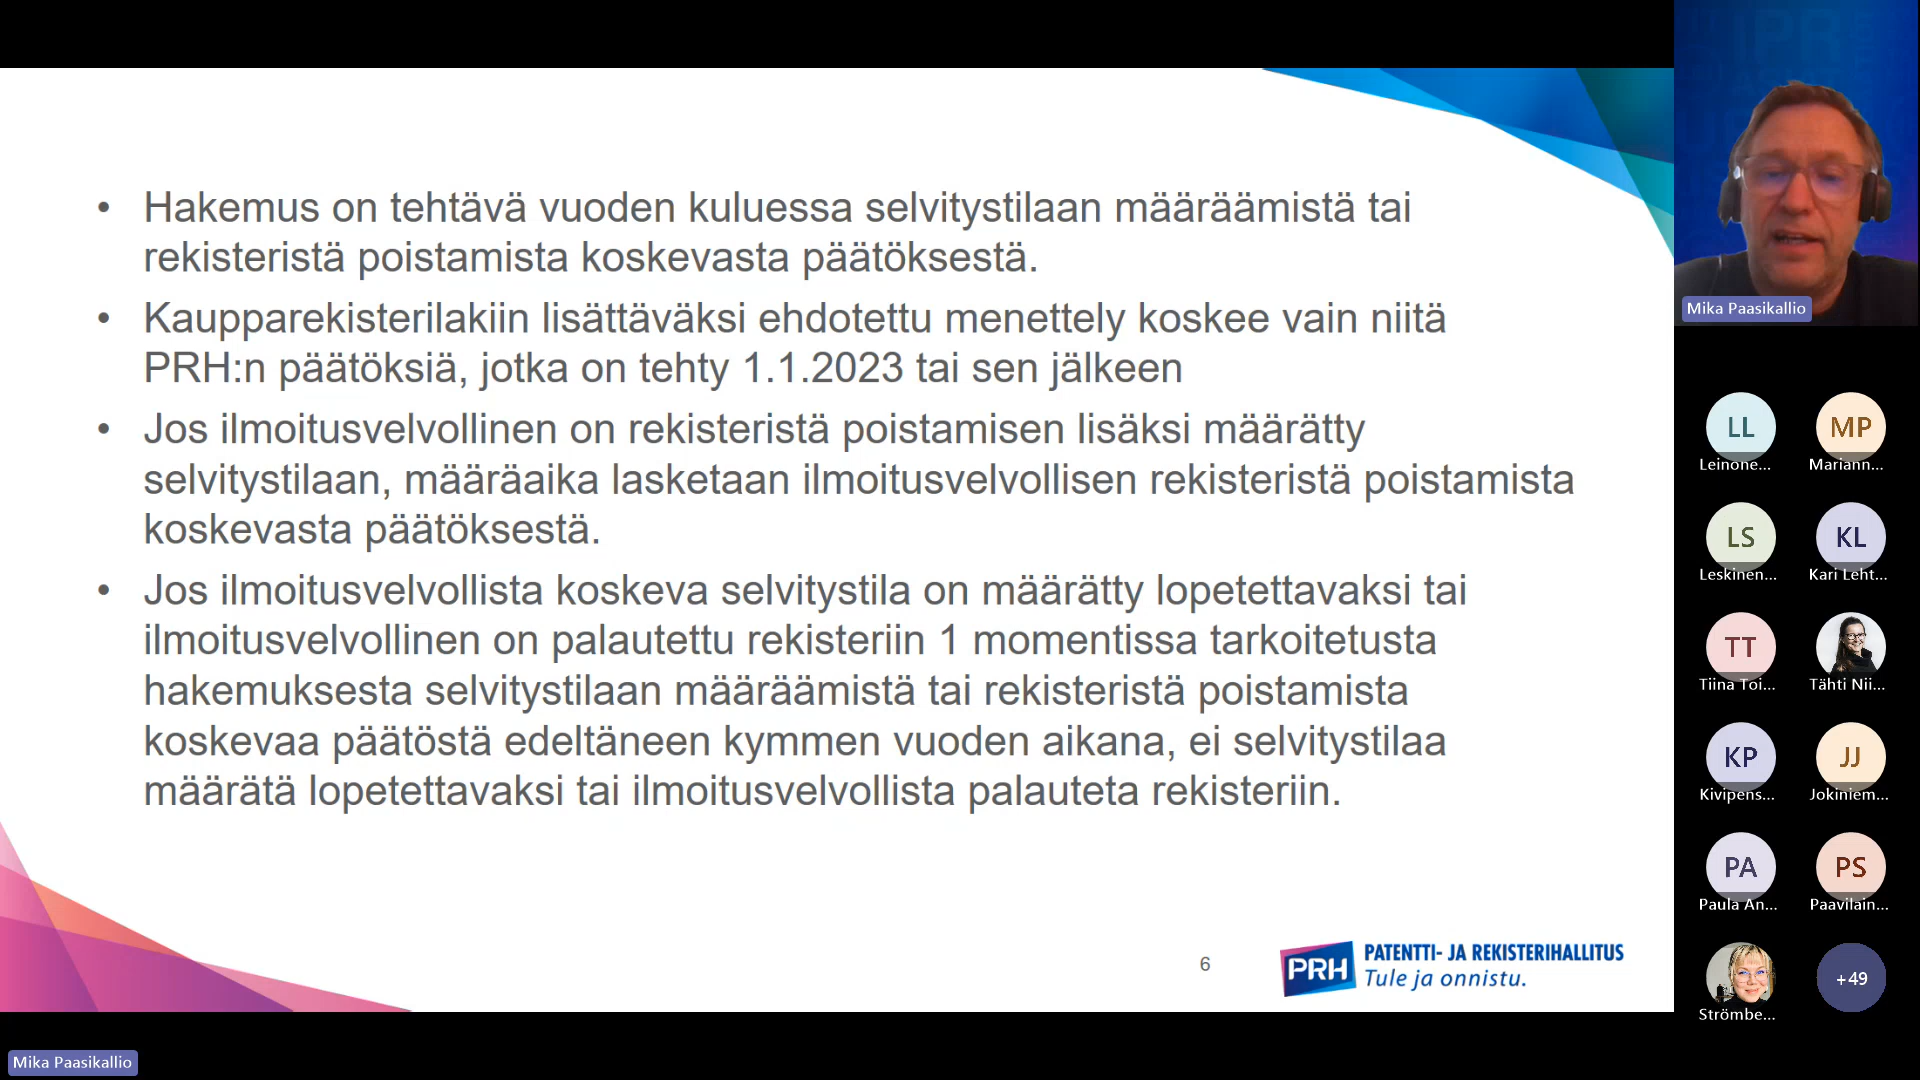 • Hakemus on tehtävä vuoden kuluessa selvitystilaan määräämistä tai
rekisteristä poistamista koskevasta päätöksestä.
• Kaupparekisterilakiin lisättäväksi ehdotettu menettely koskee vain niitä
PRH:n päätöksiä, jotka on tehty 1.1.2023 tai sen jälkeen
• Jos ilmoitusvelvollinen on rekisteristä poistamisen lisäksi määrätty
selvitystilaan, määräaika lasketaan ilmoitusvelvollisen rekisteristä poistamista
koskevasta päätöksestä.
• Jos ilmoitusvelvollista koskeva selvitystila on määrätty lopetettavaksi tai
ilmoitusvelvollinen on palautettu rekisteriin 1 momentissa tarkoitetusta
hakemuksesta selvitystilaan määräämistä tai rekisteristä poistamista
koskevaa päätöstä edeltäneen kymmen vuoden aikana, ei selvitystilaa
määrätä lopetettavaksi tai ilmoitusvelvollista palauteta rekisteriin.
6
PRH
PATENTTI- JA REKISTERIHALLITUS
Tule ja onnistu.
Mika Paasikallio
PRH
Mika Paasikallio
LL
Leinone...
MP
Mariann...
LS
Leskinen...
KL
Kari Leht...
TT
Tiina Toi...
Tähti Nii...
KP
Kivipens...
JJ
Jokiniem...
PA
Paula An...
PS
Paavilain...
Strömbe...
+49